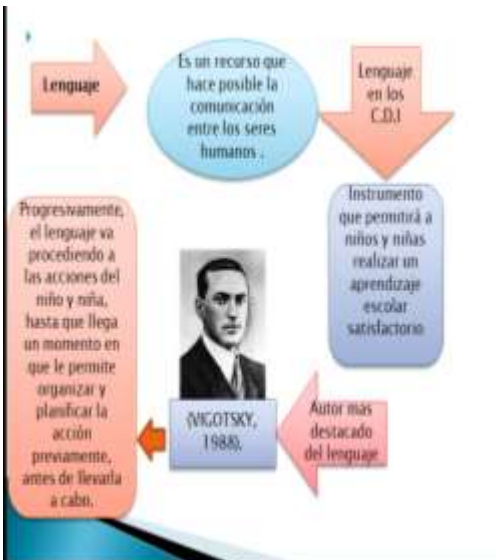 Lenguaje
Es un recurso que
hace posible la
comunicación
entre los seres
humanos .
Lenguaje
en los
C.D.I
Instrumento
que permitirá a
niños y niñas
realizar un
aprendizaje
escolar
satisfactorio
Autor mas
destacado
del lenguaje
(VIGOTSKY,
1988).
Progresivamente,
el lenguaje va
procediendo a
las acciones del
niño y niña,
hasta que llega
un momento en
que le permite
organizar y
planificar la
acción
previamente,
antes de llevarla
a cabo.